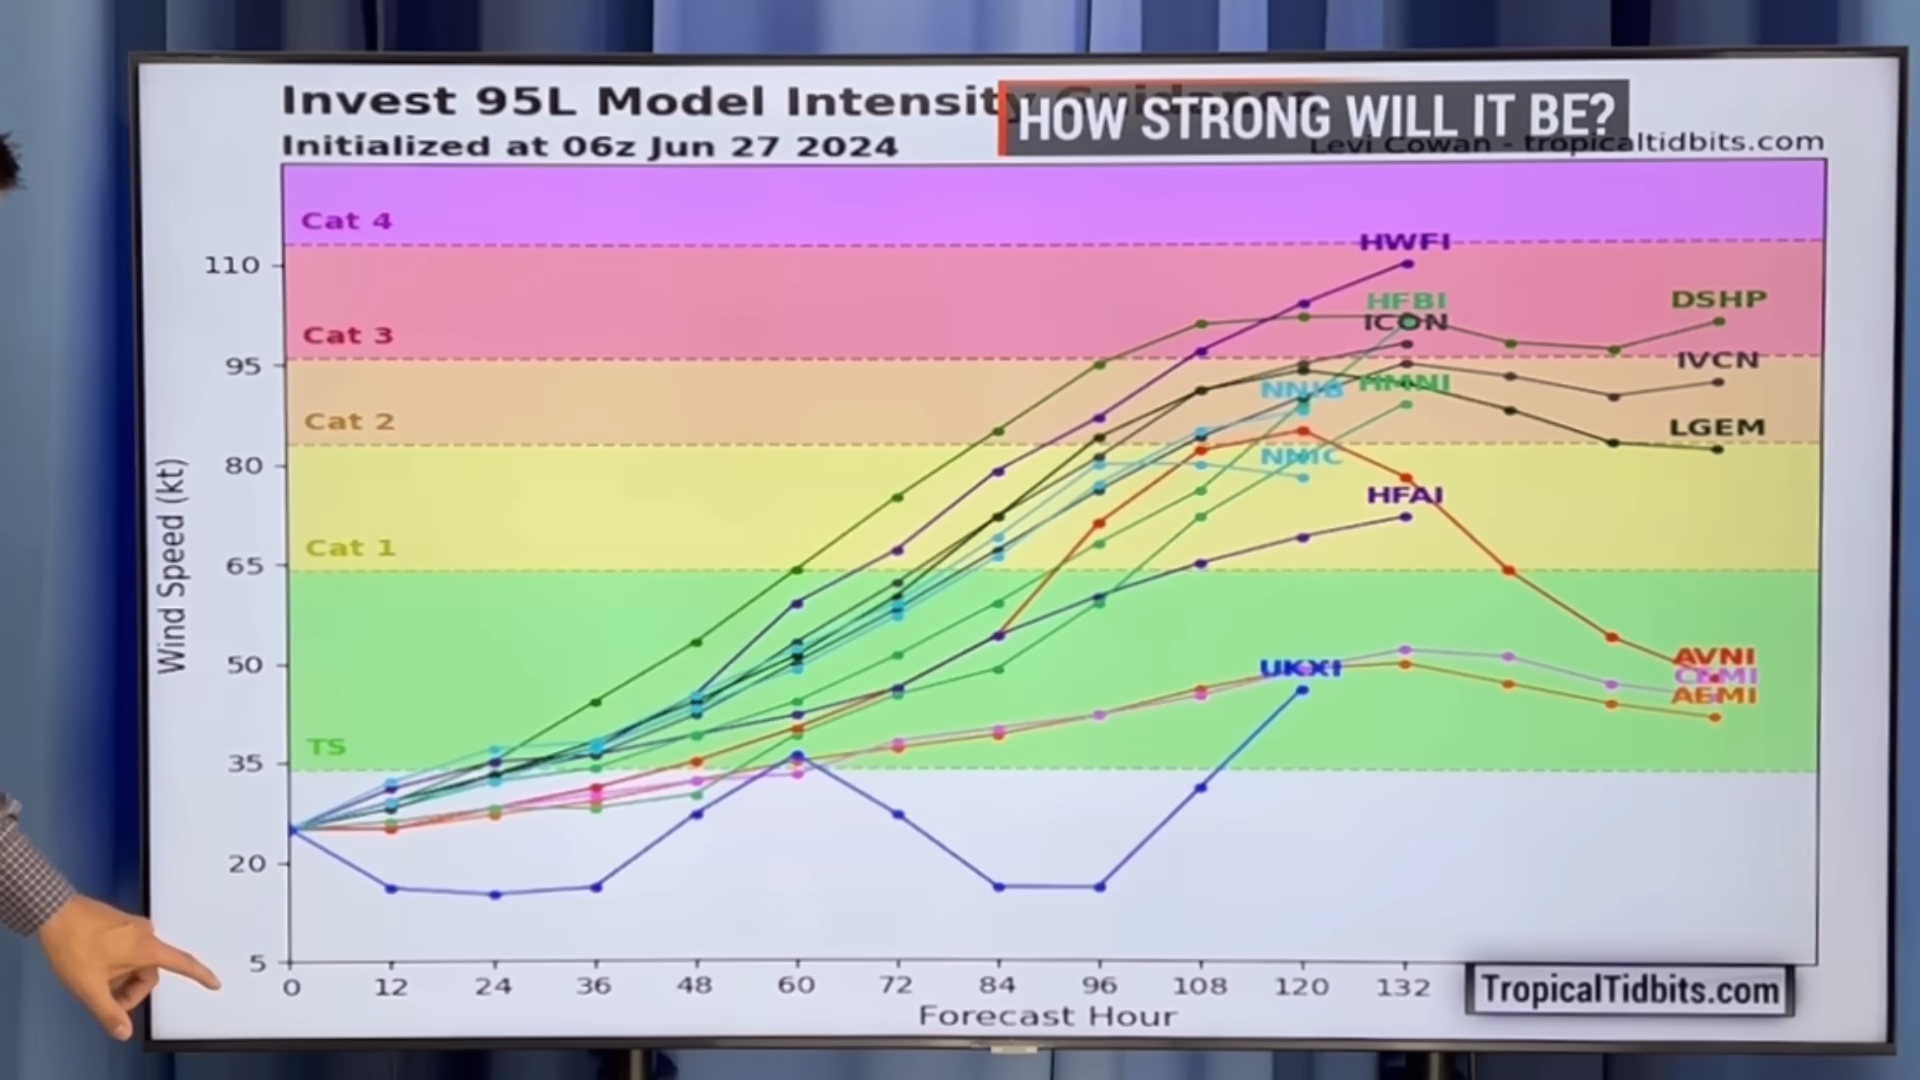 Invest 95L Model Intensity
HOW STRONG WILL IT BE?
Initialized at 06z Jun 27 2024
Levi Cowan - tropicaltidbits.com
Cat 4
HWFI
110
HFBI
DSHP
ICON
Cat 3
IVCN
95
NNIB
HMNI
Cat 2
LGEM
80
NNIC
HFAI
Cat 1
65
Wind Speed (kt)
50
UKXI
AVNI
CEMI
AEMI
TS
35
20
5
0 12 24 36 48 60 72 84 96 108 120 132
TropicalTidbits.com
Forecast Hour